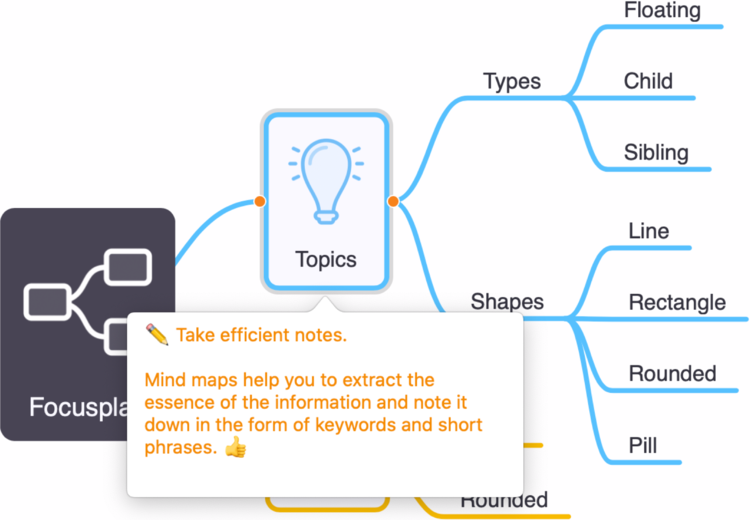 Floating
Types
Child
Sibling
Topics
Line
Shapes
Rectangle
Rounded
Pill
✏️ Take efficient notes.
Mind maps help you to extract the
essence of the information and note it
down in the form of keywords and short
phrases. 👍
Rounded